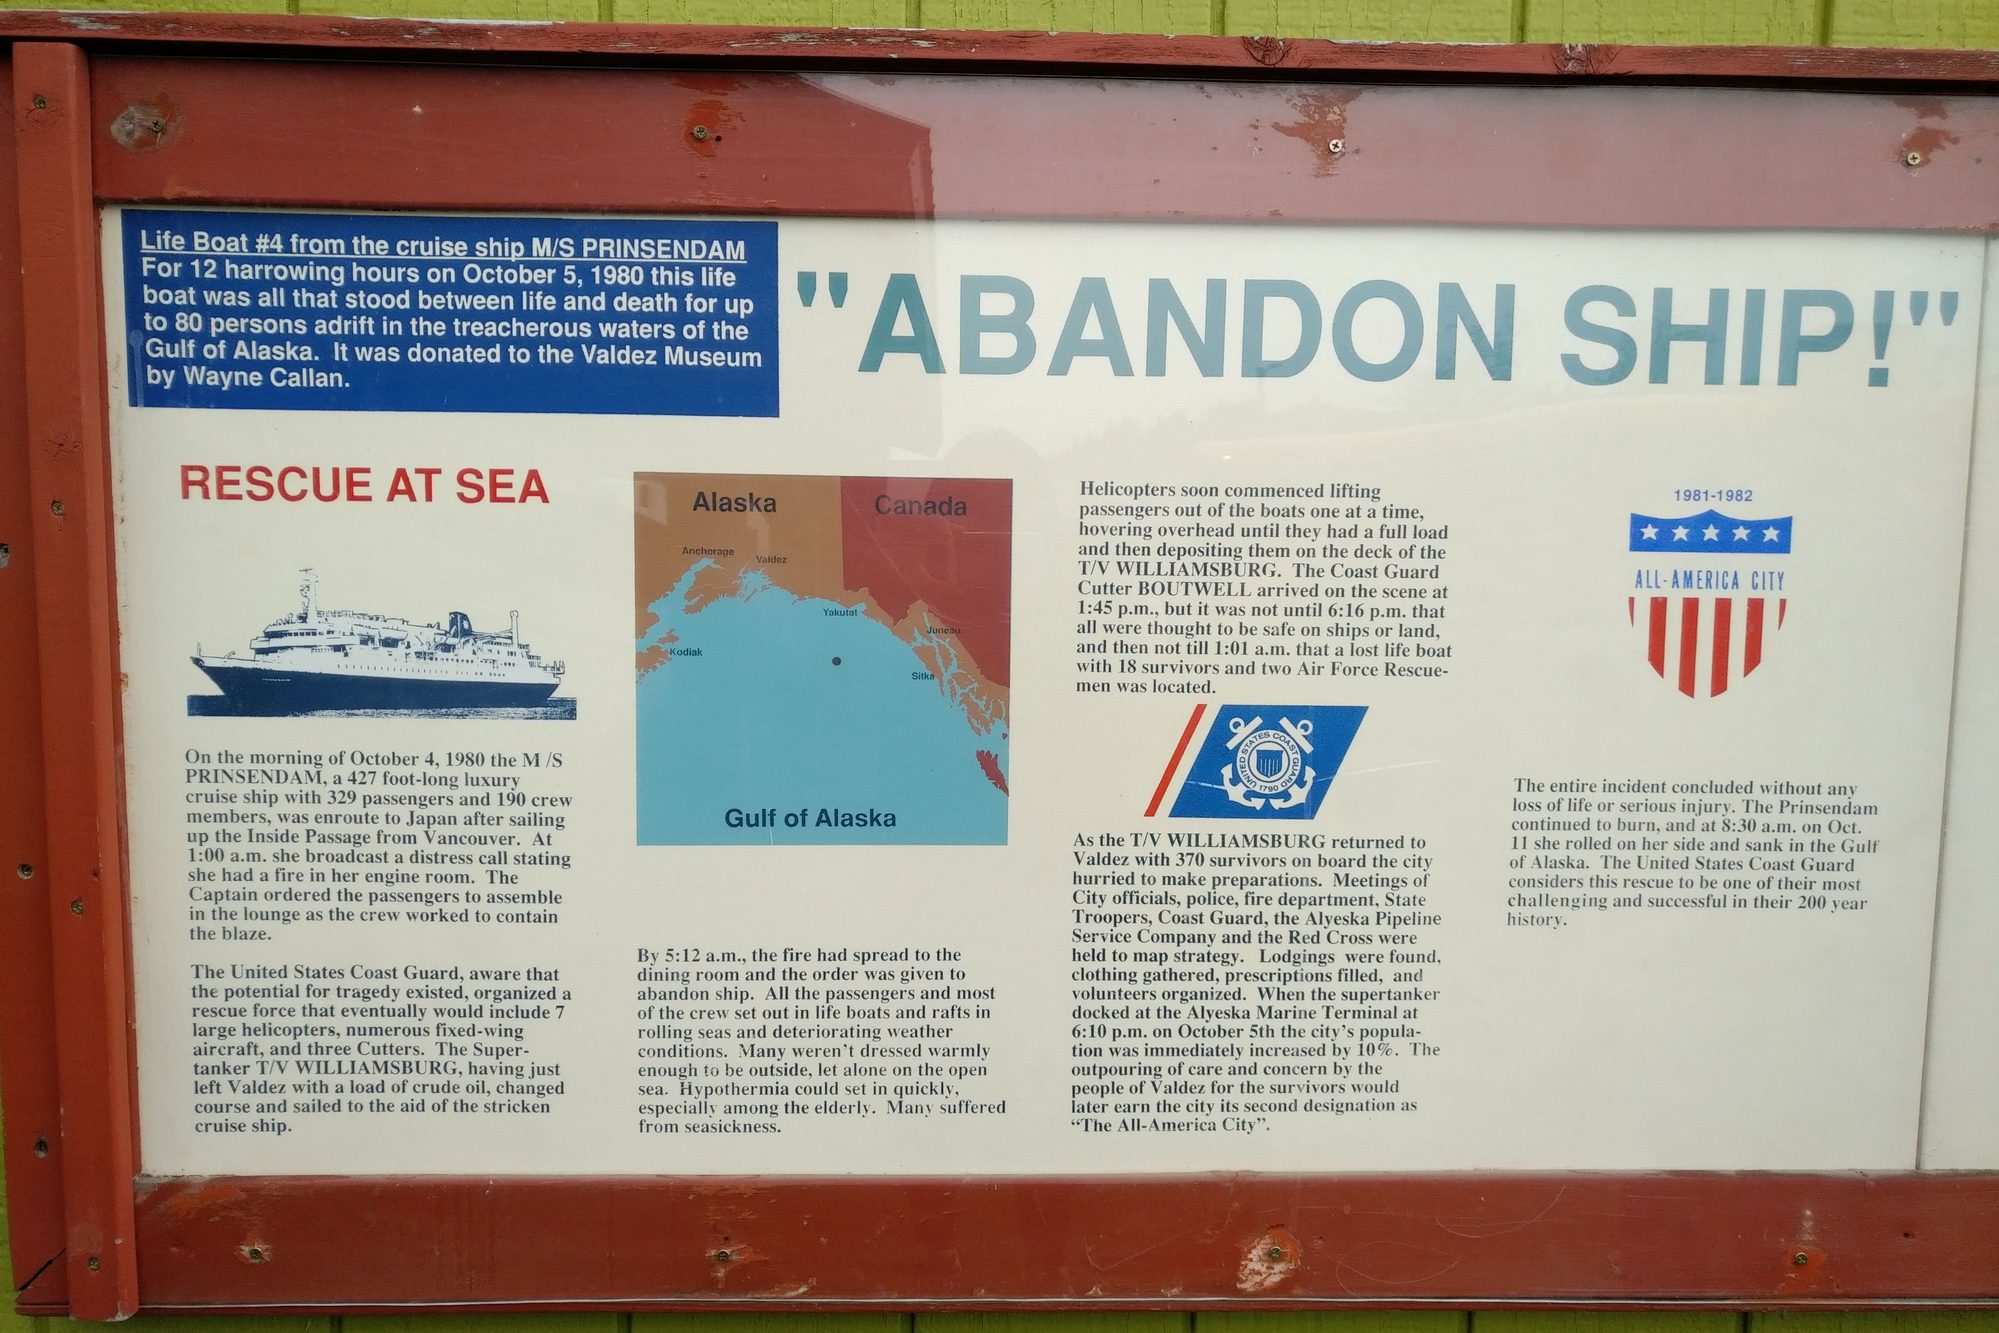 Life Boat #4 from the cruise ship M/S PRINSENDAM
For 12 harrowing hours on October 5, 1980 this life
boat was all that stood between life and death for up
to 80 persons adrift in the treacherous waters of the
Gulf of Alaska.  It was donated to the Valdez Museum
by Wayne Callan.
"ABANDON SHIP!"
RESCUE AT SEA
On the morning of October 4, 1980 the M /S
PRINSENDAM, a 427 foot-long luxury
cruise ship with 329 passengers and 190 crew
members, was enroute to Japan after sailing
up the Inside Passage from Vancouver.  At
1:00 a.m. she broadcast a distress call stating
she had a fire in her engine room.  The
Captain ordered the passengers to assemble
in the lounge as the crew worked to contain
the blaze.
The United States Coast Guard, aware that
the potential for tragedy existed, organized a
rescue force that eventually would include 7
large helicopters, numerous fixed-wing
aircraft, and three Cutters.  The Super-
tanker T/V WILLIAMSBURG, having just
left Valdez with a load of crude oil, changed
course and sailed to the aid of the stricken
cruise ship.
Alaska
Canada
Anchorage
Valdez
Yakutat
Juneau
Kodiak
Sitka
Gulf of Alaska
By 5:12 a.m., the fire had spread to the
dining room and the order was given to
abandon ship.  All the passengers and most
of the crew set out in life boats and rafts in
rolling seas and deteriorating weather
conditions.  Many weren't dressed warmly
enough to be outside, let alone on the open
sea.  Hypothermia could set in quickly,
especially among the elderly.  Many suffered
from seasickness.
Helicopters soon commenced lifting
passengers out of the boats one at a time,
hovering overhead until they had a full load
and then depositing them on the deck of the
T/V WILLIAMSBURG.  The Coast Guard
Cutter BOUTWELL arrived on the scene at
1:45 p.m., but it was not until 6:16 p.m. that
all were thought to be safe on ships or land,
and then not till 1:01 a.m. that a lost life boat
with 18 survivors and two Air Force Rescue-
men was located.
UNITED STATES COAST GUARD
1790
As the T/V WILLIAMSBURG returned to
Valdez with 370 survivors on board the city
hurried to make preparations.  Meetings of
City officials, police, fire department, State
Troopers, Coast Guard, the Alyeska Pipeline
Service Company and the Red Cross were
held to map strategy.  Lodgings were found,
clothing gathered, prescriptions filled, and
volunteers organized.  When the supertanker
docked at the Alyeska Marine Terminal at
6:10 p.m. on October 5th the city's popula-
tion was immediately increased by 10%.  The
outpouring of care and concern by the
people of Valdez for the survivors would
later earn the city its second designation as
“The All-America City”.
1981-1982
ALL-AMERICA CITY
The entire incident concluded without any
loss of life or serious injury. The Prinsendam
continued to burn, and at 8:30 a.m. on Oct.
11 she rolled on her side and sank in the Gulf
of Alaska.  The United States Coast Guard
considers this rescue to be one of their most
challenging and successful in their 200 year
history.